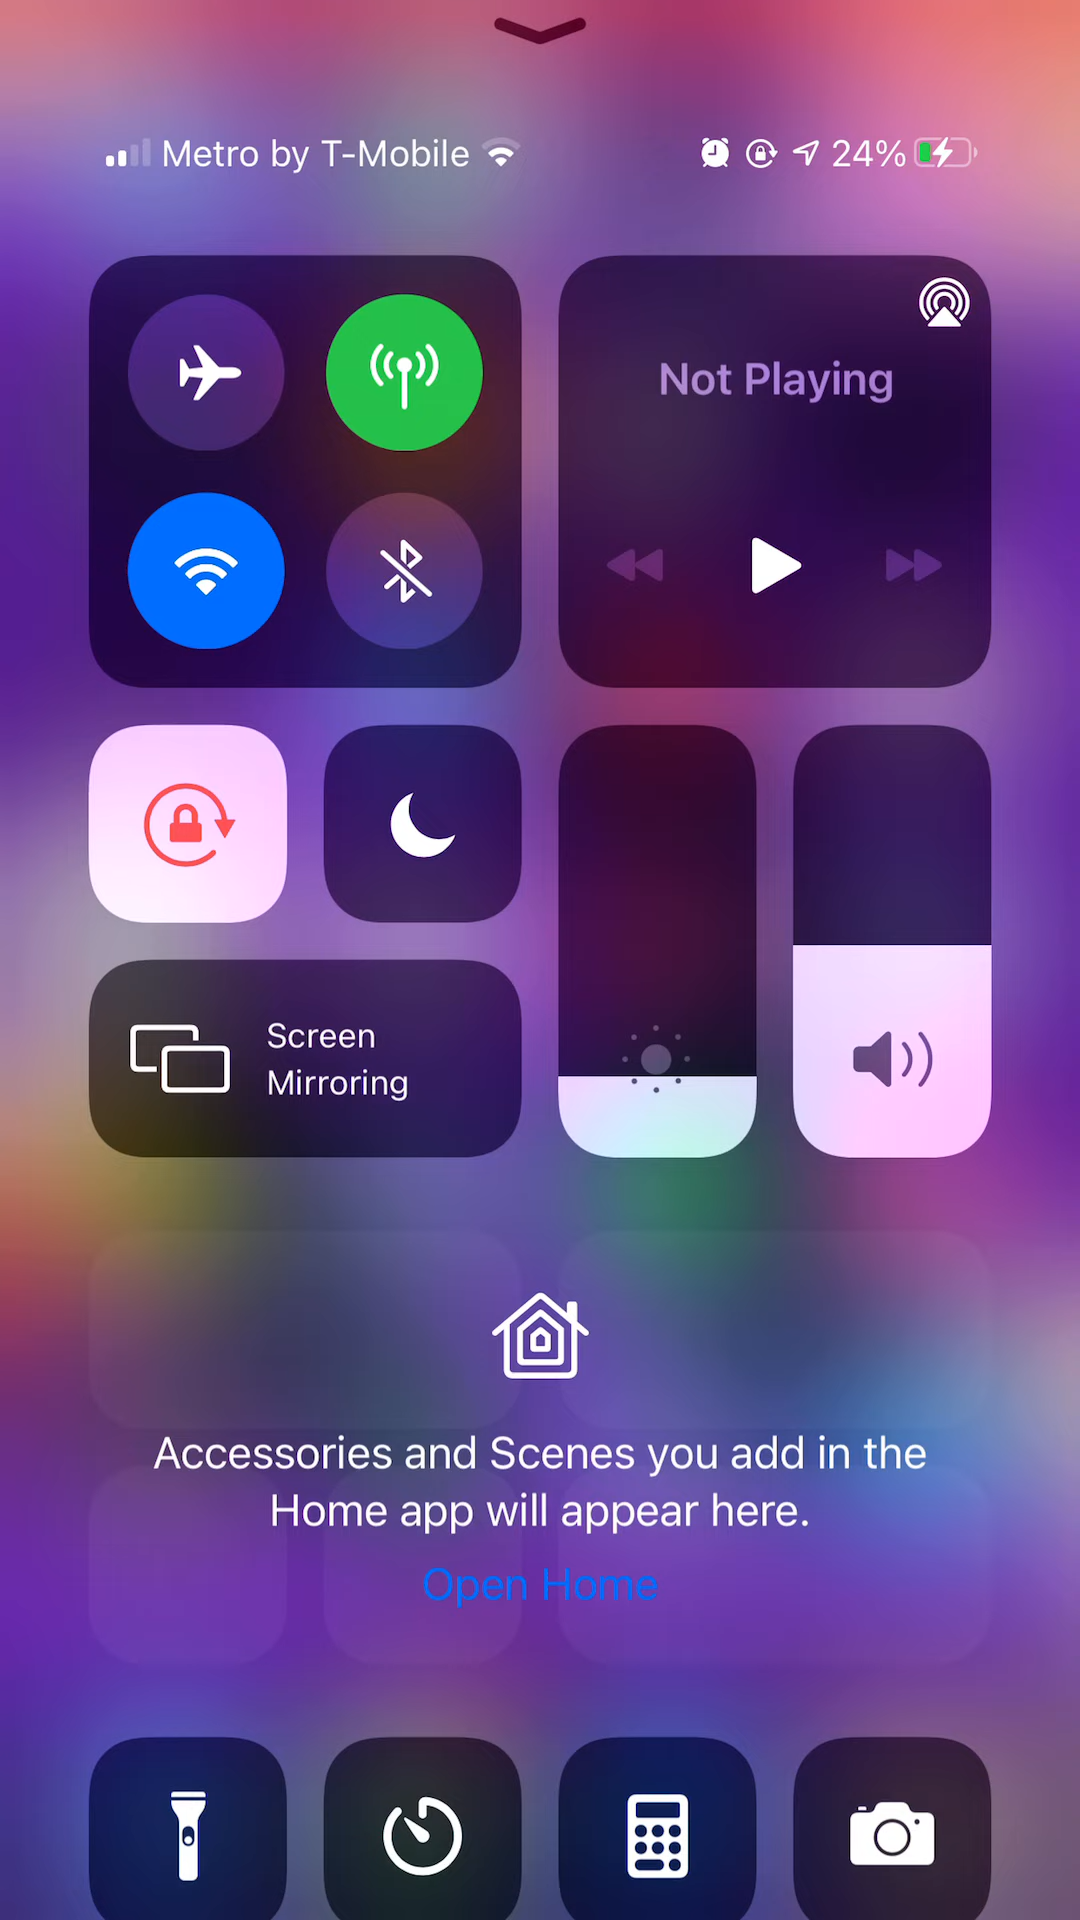 Metro by T-Mobile 24%
Not Playing
Screen
Mirroring
Accessories and Scenes you add in the
Home app will appear here.
Open Home